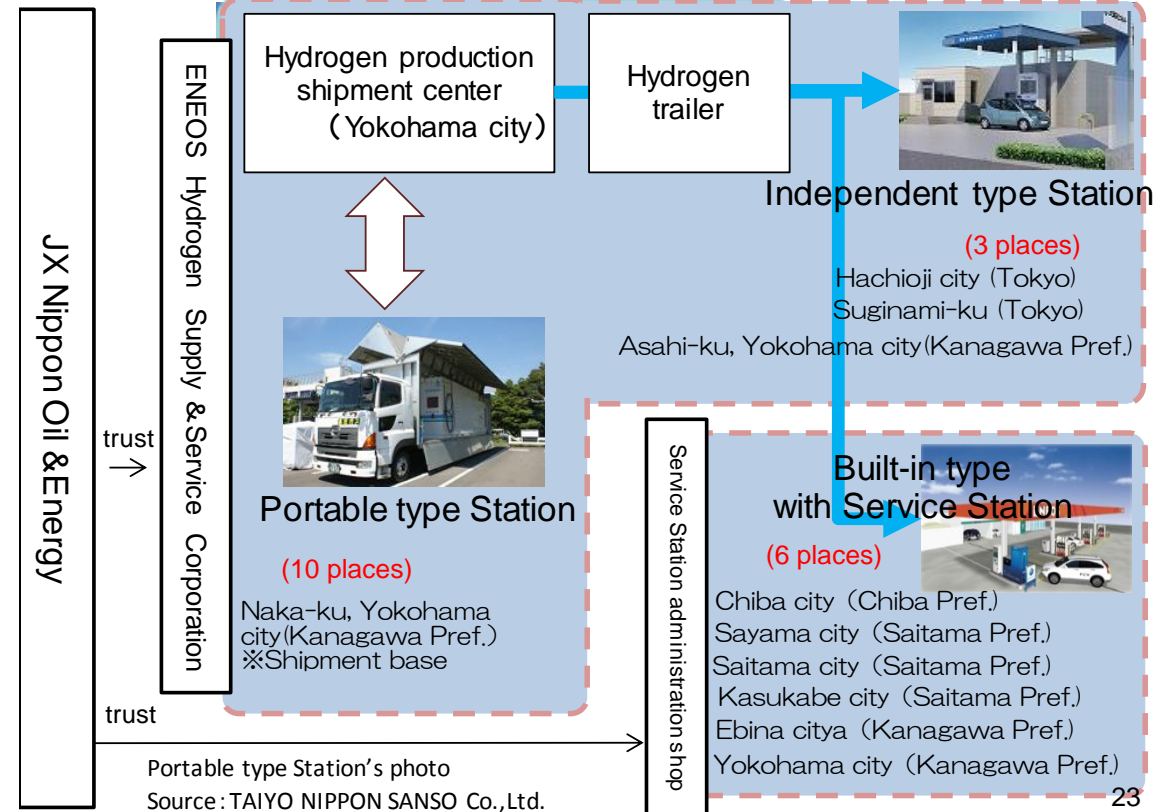 JX Nippon Oil & Energy
trust
→
ENEOS Hydrogen Supply & Service Corporation
Hydrogen production
shipment center
（Yokohama city）
Hydrogen
trailer
Independent type Station
(3 places)
Hachioji city (Tokyo)
Suginami-ku (Tokyo)
Asahi-ku, Yokohama city(Kanagawa Pref.)
Portable type Station
(10 places)
Naka-ku, Yokohama
city(Kanagawa Pref.)
※Shipment base
Service Station administration shop
Built-in type
with Service Station
(6 places)
Chiba city（Chiba Pref.）
Sayama city（Saitama Pref.）
Saitama city（Saitama Pref.）
Kasukabe city（Saitama Pref.）
Ebina citya（Kanagawa Pref.）
Yokohama city（Kanagawa Pref.）
trust
Portable type Station's photo
Source：TAIYO NIPPON SANSO Co.,Ltd.
23